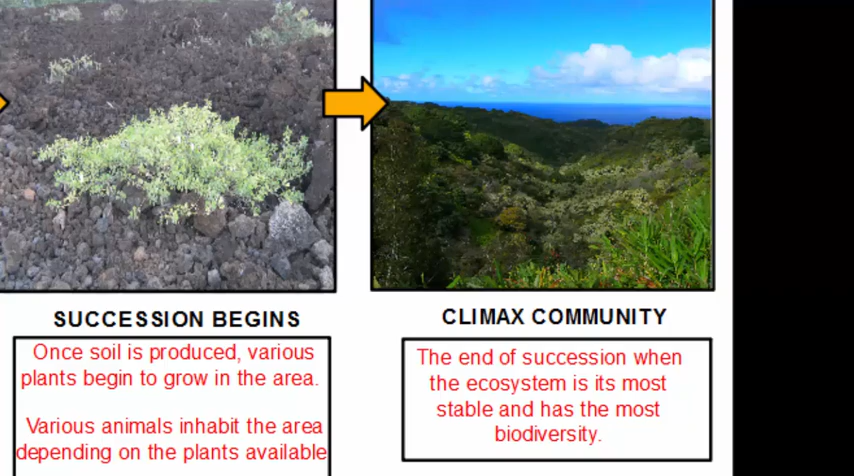 SUCCESSION BEGINS
Once soil is produced, various
plants begin to grow in the area.
Various animals inhabit the area
depending on the plants available
CLIMAX COMMUNITY
The end of succession when
the ecosystem is its most
stable and has the most
biodiversity.